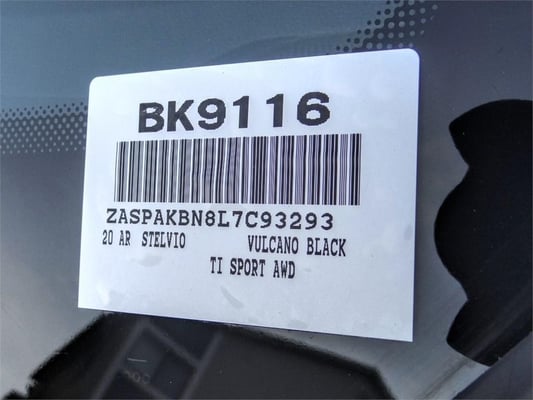 BK9116
ZASPAKBN8L7C93293
20 AR STELVIO VULCANO BLACK
TI SPORT AWD